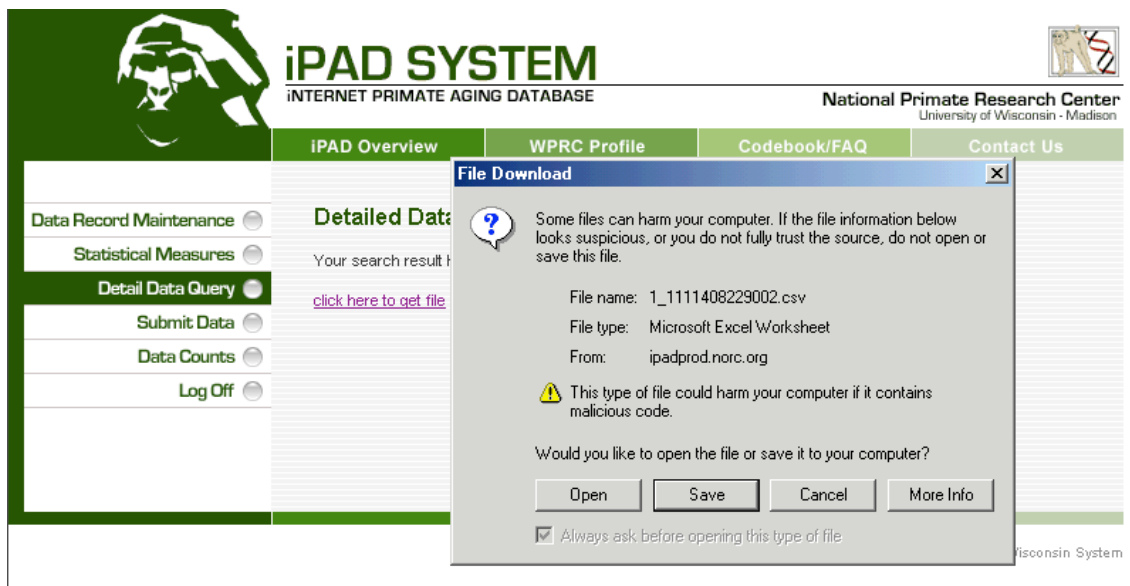 iPAD SYSTEM
iNTERNET PRIMATE AGING DATABASE
National Primate Research Center
University of Wisconsin - Madison
iPAD Overview
WPRC Profile
Codebook/FAQ
Contact Us
Data Record Maintenance
Statistical Measures
Detail Data Query
Submit Data
Data Counts
Log Off
Detailed Data
Your search result
click here to get file
File Download
Some files can harm your computer. If the file information below
looks suspicious, or you do not fully trust the source, do not open or
save this file.
File name: 1_1111408229002.csv
File type: Microsoft Excel Worksheet
From: ipadprod.norc.org
This type of file could harm your computer if it contains
malicious code.
Would you like to open the file or save it to your computer?
Open
Save
Cancel
More Info
Always ask before opening this type of file
isconsin System